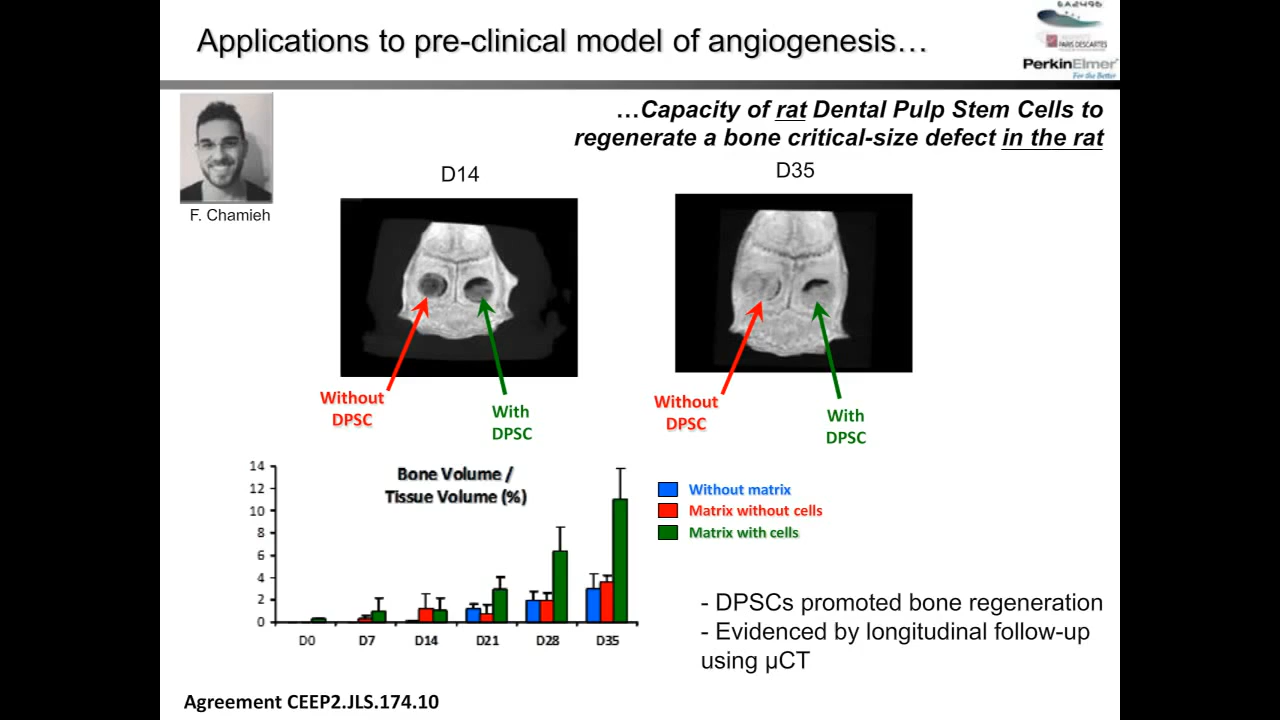 Applications to pre-clinical model of angiogenesis…
EA2496
PARIS DESCARTES
PerkinElmer
For the Better
…Capacity of rat Dental Pulp Stem Cells to
regenerate a bone critical-size defect in the rat
F. Chamieh
D14
D35
Without
DPSC
With
DPSC
Without
DPSC
With
DPSC
Bone Volume /
Tissue Volume (%)
14
12
10
8
6
4
2
0
D0 D7 D14 D21 D28 D35
Without matrix
Matrix without cells
Matrix with cells
- DPSCs promoted bone regeneration
- Evidenced by longitudinal follow-up
using µCT
Agreement CEEP2.JLS.174.10